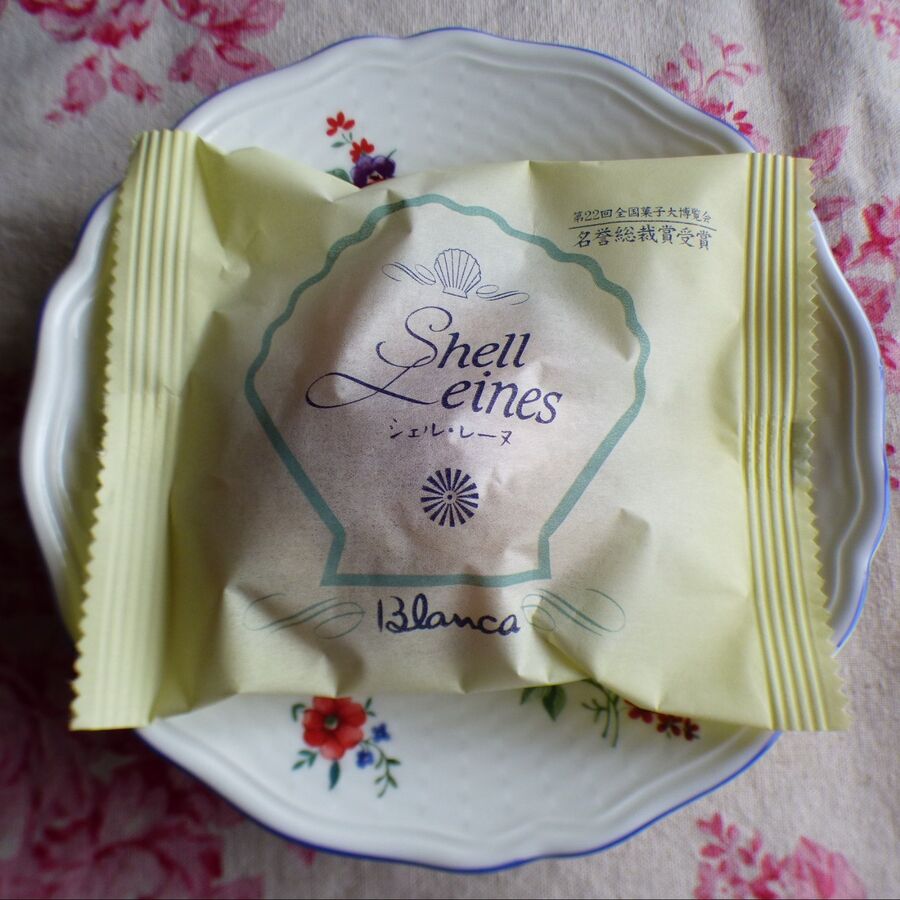 第22回全国菓子大博覧会
名誉総裁賞受賞
Shell
Leines
シェル・レーヌ
Blanca